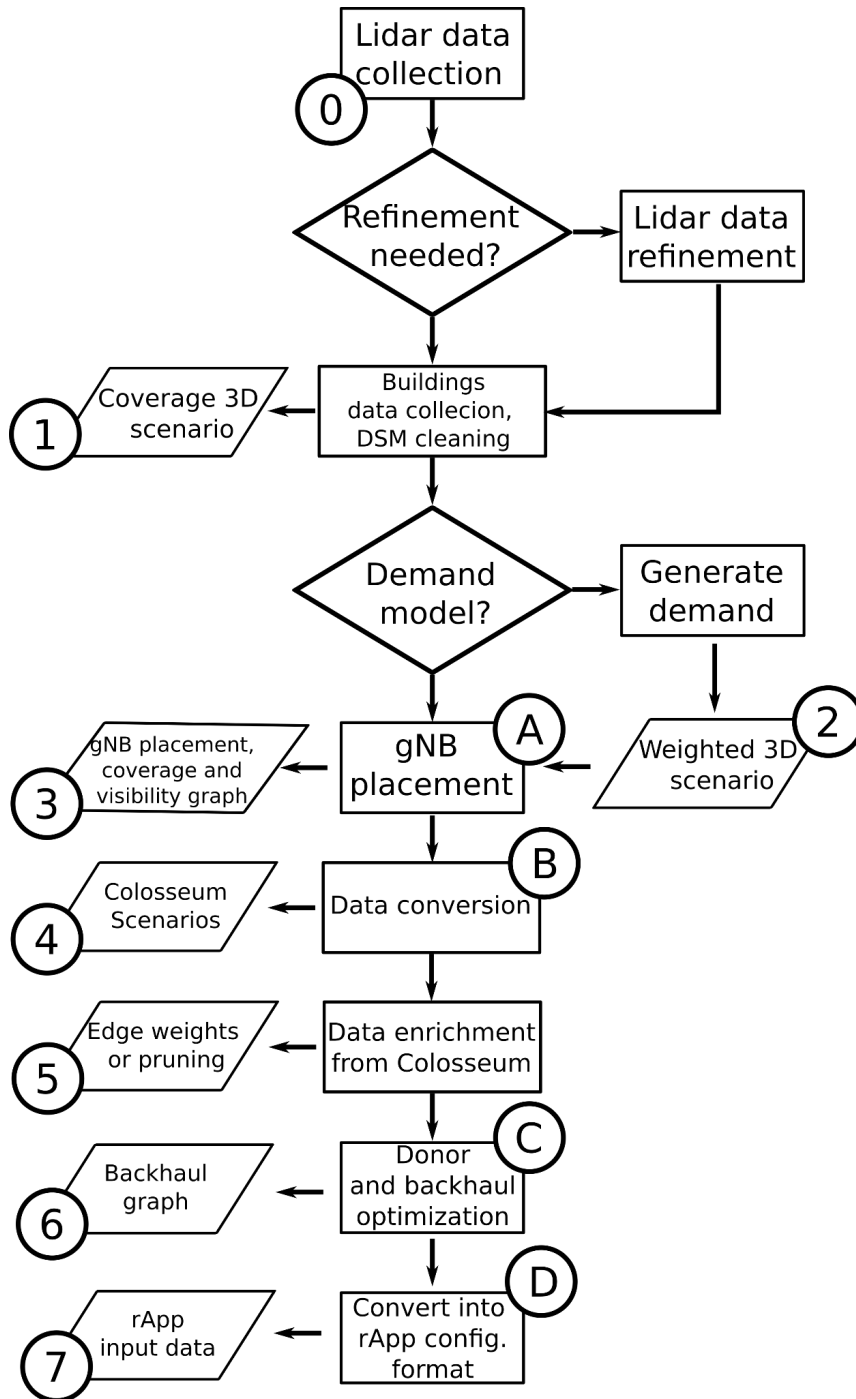 Lidar data
collection
0
Refinement
needed?
Lidar data
refinement
Buildings
data collecion,
DSM cleaning
Coverage 3D
scenario
1
Demand
model?
Generate
demand
2
Weighted 3D
scenario
A
gNB
placement
gNB placement,
coverage and
visibility graph
3
B
Data conversion
Colosseum
Scenarios
4
Data enrichment
from Colosseum
Edge weights
or pruning
5
C
Donor
and backhaul
optimization
Backhaul
graph
6
D
Convert into
rApp config.
format
rApp
input data
7